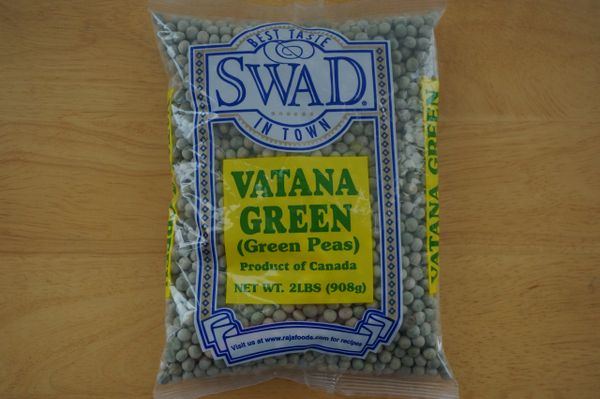 BEST TASTE
SWAD®
IN TOWN
VATANA
GREEN
(Green Peas)
Product of Canada
NET WT. 2LBS (908g)
Visit us at www.rajafoods.com for recipes
VATANA GREEN